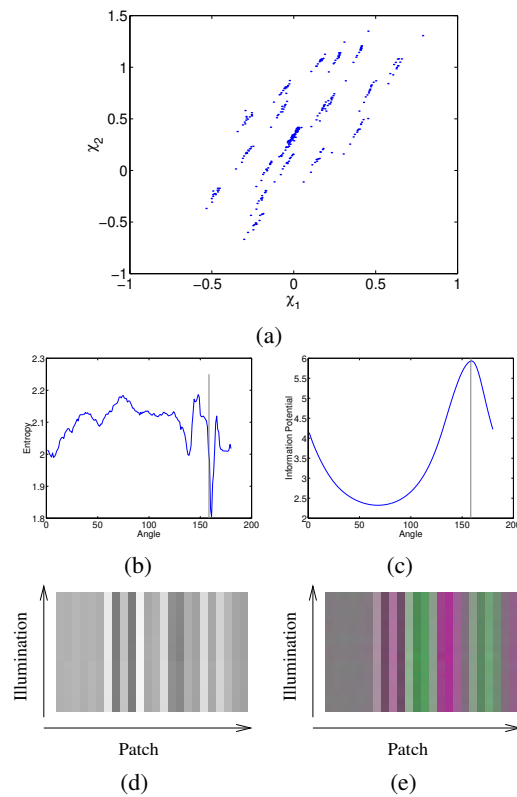 1.5
1
0.5
0
-0.5
-1
χ2
−1 −0.5 0 0.5 1
χ1
(a)
2.3
2.2
2.1
2
1.9
1.8
Entropy
0 50 100 150 200
Angle
(b)
6
5.5
5
4.5
4
3.5
3
2.5
2
Information Potential
0 50 100 150 200
Angle
(c)
Illumination
Patch
(d)
Illumination
Patch
(e)